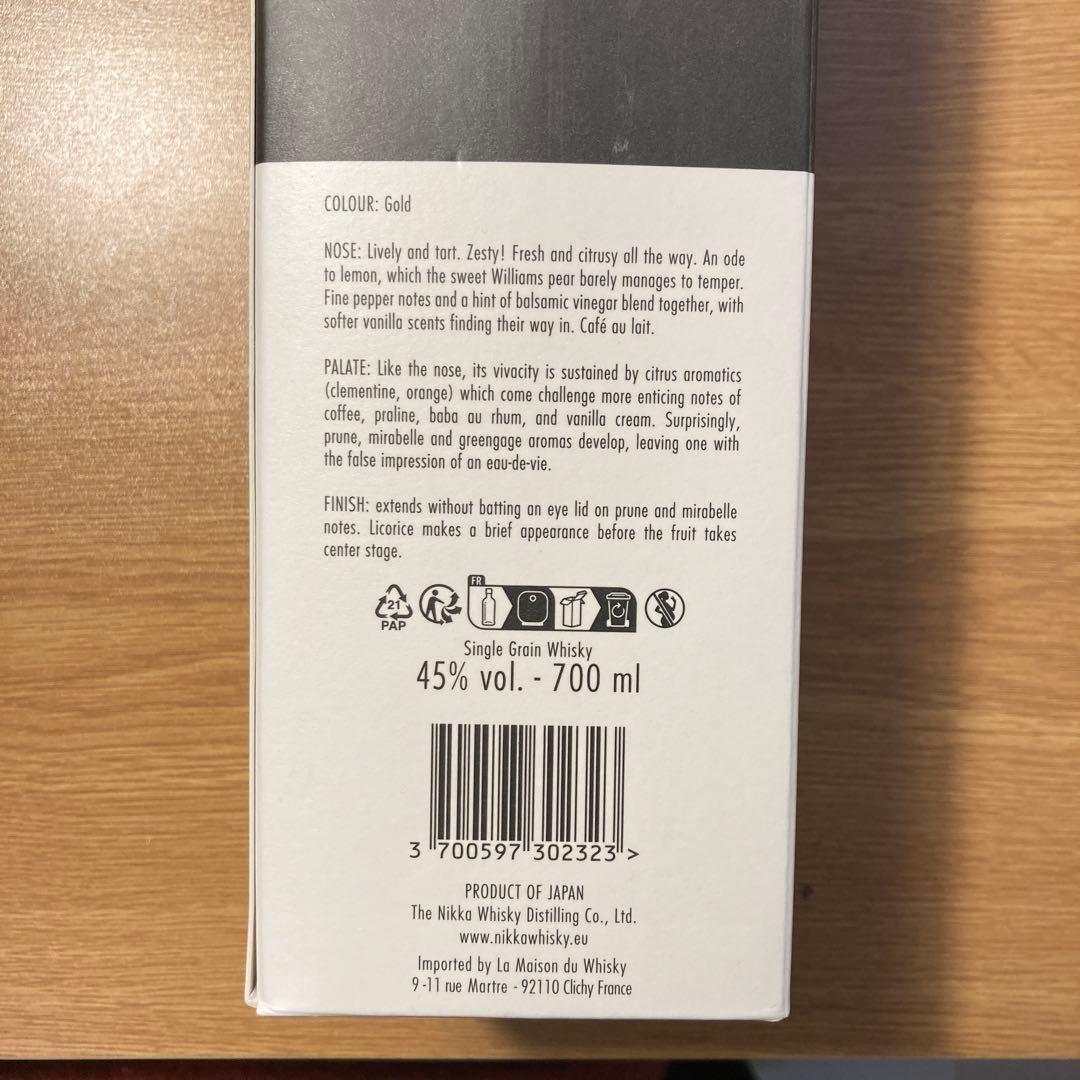 COLOUR: Gold
NOSE: Lively and tart. Zesty! Fresh and citrusy all the way. An ode
to lemon, which the sweet Williams pear barely manages to temper.
Fine pepper notes and a hint of balsamic vinegar blend together, with
softer vanilla scents finding their way in. Café au lait.
PALATE: Like the nose, its vivacity is sustained by citrus aromatics
(clementine, orange) which come challenge more enticing notes of
coffee, praline, baba au rhum, and vanilla cream. Surprisingly,
prune, mirabelle and greengage aromas develop, leaving one with
the false impression of an eau-de-vie.
FINISH: extends without batting an eye lid on prune and mirabelle
notes. Licorice makes a brief appearance before the fruit takes
center stage.
21
PAP
FR
Single Grain Whisky
45% vol. - 700 ml
3 700597 302323 >
PRODUCT OF JAPAN
The Nikka Whisky Distilling Co., Ltd.
www.nikkawhisky.eu
Imported by La Maison du Whisky
9-11 rue Martre - 92110 Clichy France